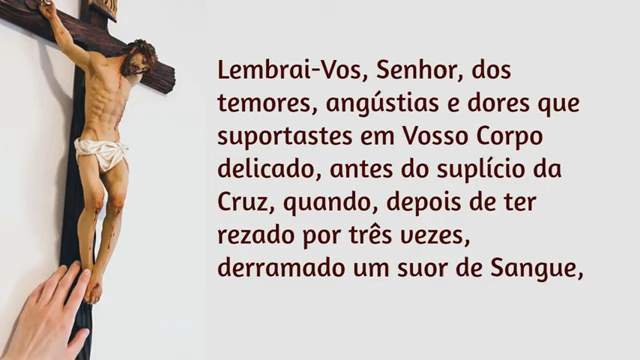 Lembrai-Vos, Senhor, dos
temores, angústias e dores que
suportastes em Vosso Corpo
delicado, antes do suplício da
Cruz, quando, depois de ter
rezado por três vezes,
derramado um suor de Sangue,